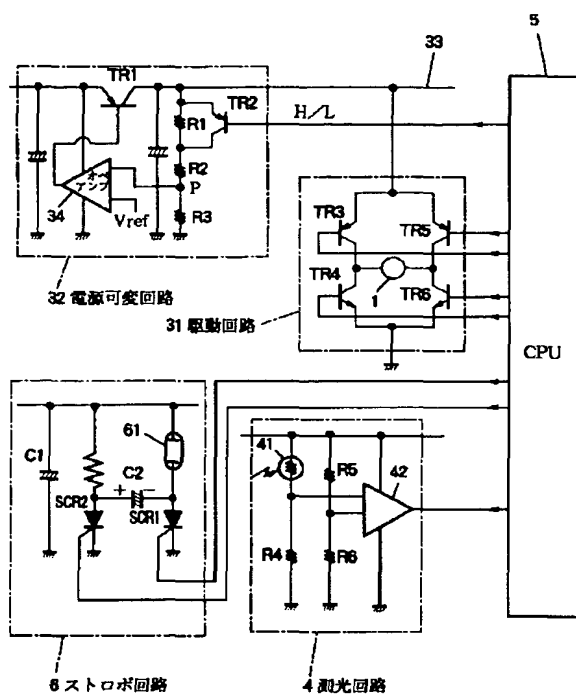 5
33
TR1
TR2
H/L
R1
R2
オペ
アンプ
P
34
Vref
R3
32 電源可変回路
TR3
TR5
TR4
1
TR6
31 駆動回路
CPU
61
C1
C2
+
-
SCR2
SCR1
41
R5
42
R4
R6
6 ストロボ回路
4 測光回路